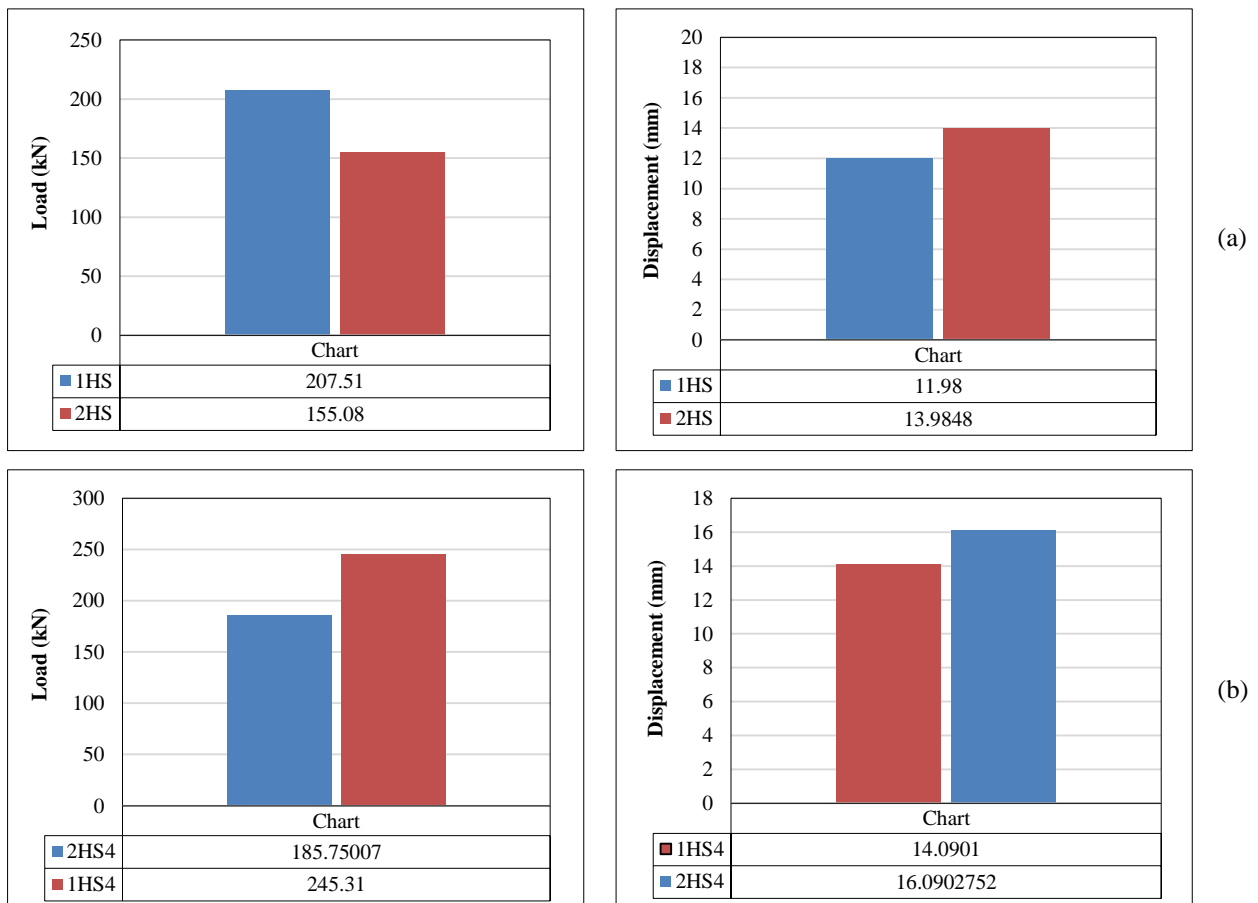 250
200
150
100
50
0
Load (kN)
Chart
1HS 207.51
2HS 155.08
20
18
16
14
12
10
8
6
4
2
0
Displacement (mm)
Chart
1HS 11.98
2HS 13.9848
(a)
300
250
200
150
100
50
0
Load (kN)
Chart
2HS4 185.75007
1HS4 245.31
18
16
14
12
10
8
6
4
2
0
Displacement (mm)
Chart
1HS4 14.0901
2HS4 16.0902752
(b)